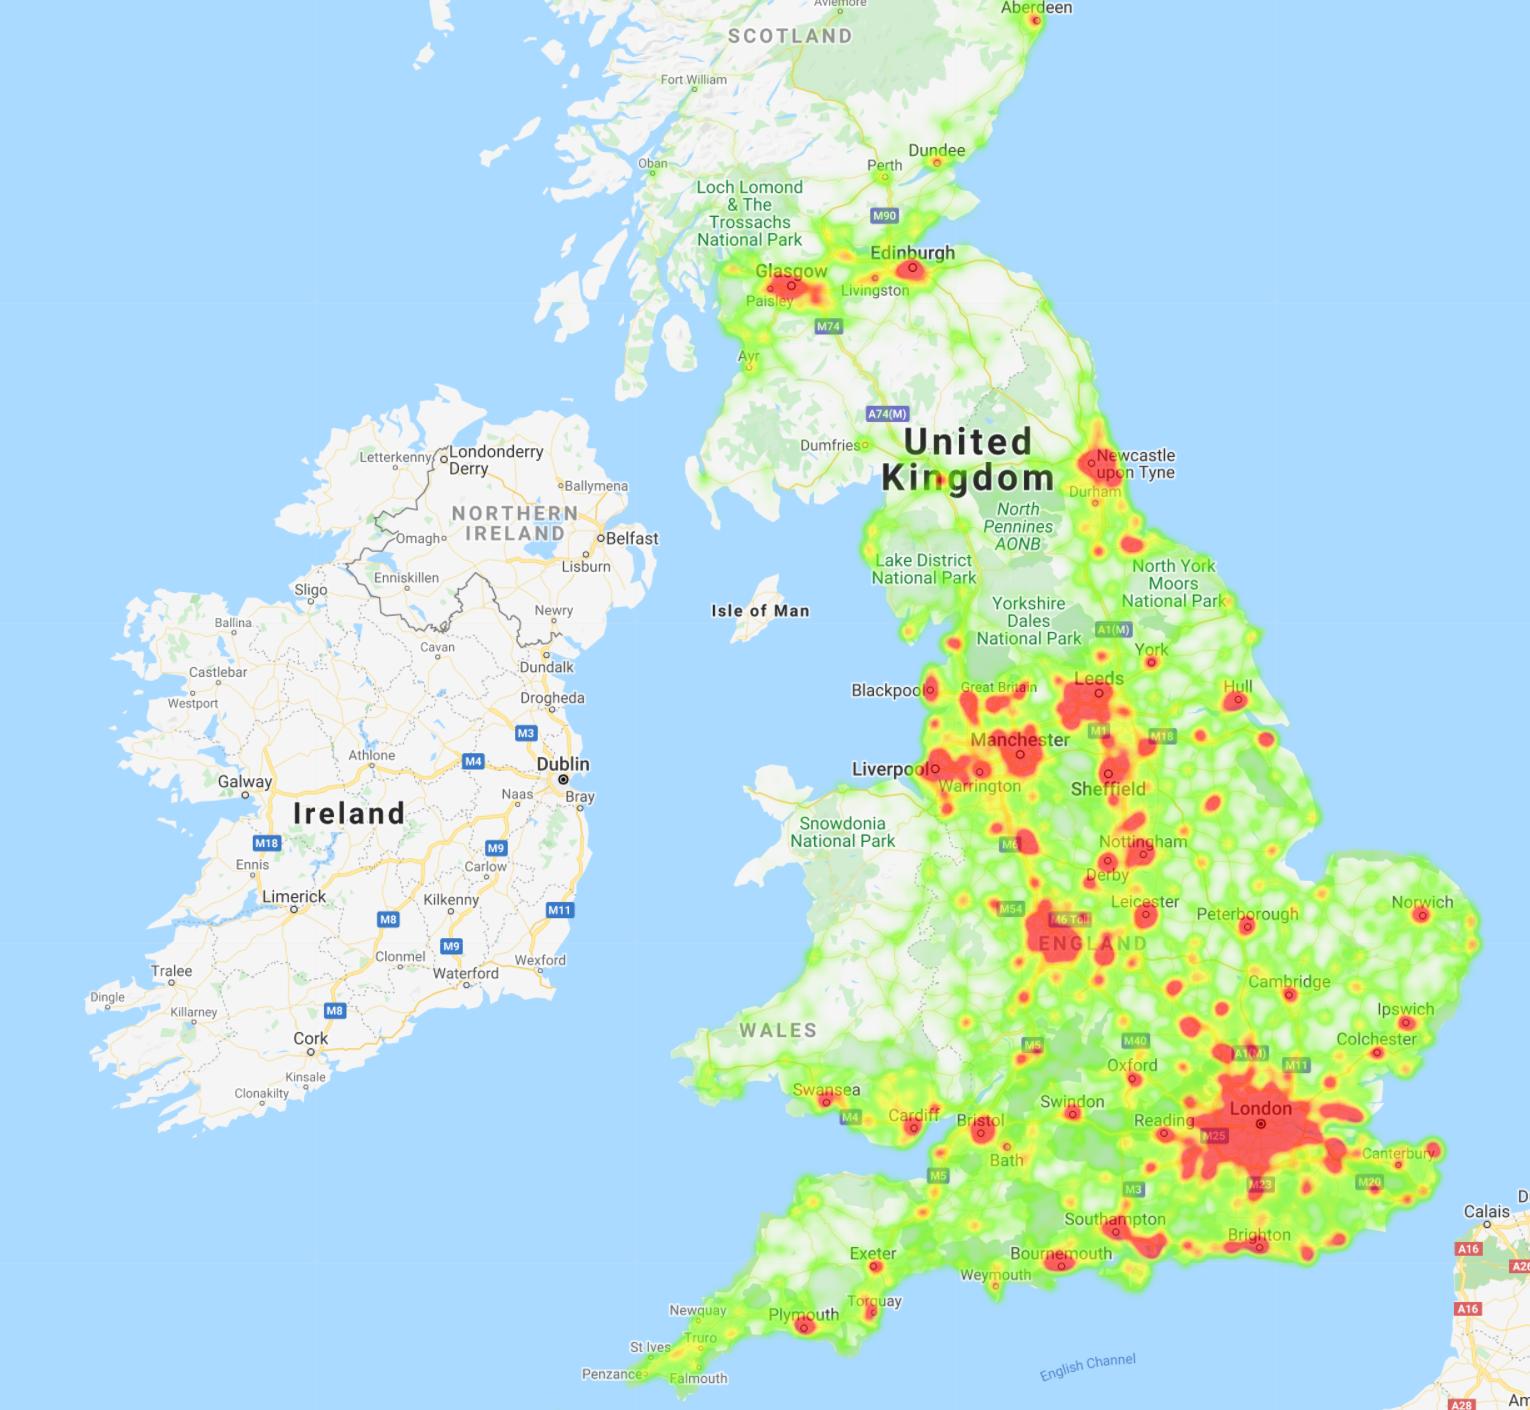 Aviemore
Aberdeen
SCOTLAND
Fort William
Dundee
Oban
Perth
Loch Lomond
& The
Trossachs
National Park
M90
Edinburgh
Glasgow
Livingston
Paisley
M74
Ayr
A74(M)
Dumfries
United
Kingdom
Newcastle
upon Tyne
Durham
North
Pennines
AONB
Londonderry
Derry
Letterkenny
Ballymena
NORTHERN
IRELAND
Omagh
Belfast
Lisburn
Enniskillen
Sligo
Newry
Ballina
Cavan
Dundalk
Castlebar
Westport
Drogheda
M3
M4
Athlone
Dublin
Galway
Naas
Bray
Ireland
M18
M9
Ennis
Carlow
Limerick
Kilkenny
M8
M11
M9
Clonmel
Wexford
Waterford
Tralee
Dingle
Killarney
M8
Cork
Kinsale
Clonakilty
Isle of Man
Lake District
National Park
North York
Moors
National Park
Yorkshire
Dales
National Park
A1(M)
York
Leeds
Blackpool
Great Britain
Hull
M1
M18
Manchester
Liverpool
Warrington
Sheffield
Snowdonia
National Park
M6
Nottingham
Derby
M54
Leicester
M6 Toll
Peterborough
Norwich
ENGLAND
Cambridge
Ipswich
WALES
M5
M40
Colchester
A1(M)
M11
Oxford
Swansea
Swindon
London
M4
Cardiff
Bristol
Reading
M25
Bath
Canterbury
M5
M3
M23
M20
Southampton
Brighton
Exeter
Bournemouth
Weymouth
Torquay
Newquay
Plymouth
Truro
St Ives
Penzance
Falmouth
English Channel
D
Calais
A16
A26
A16
A28
Am